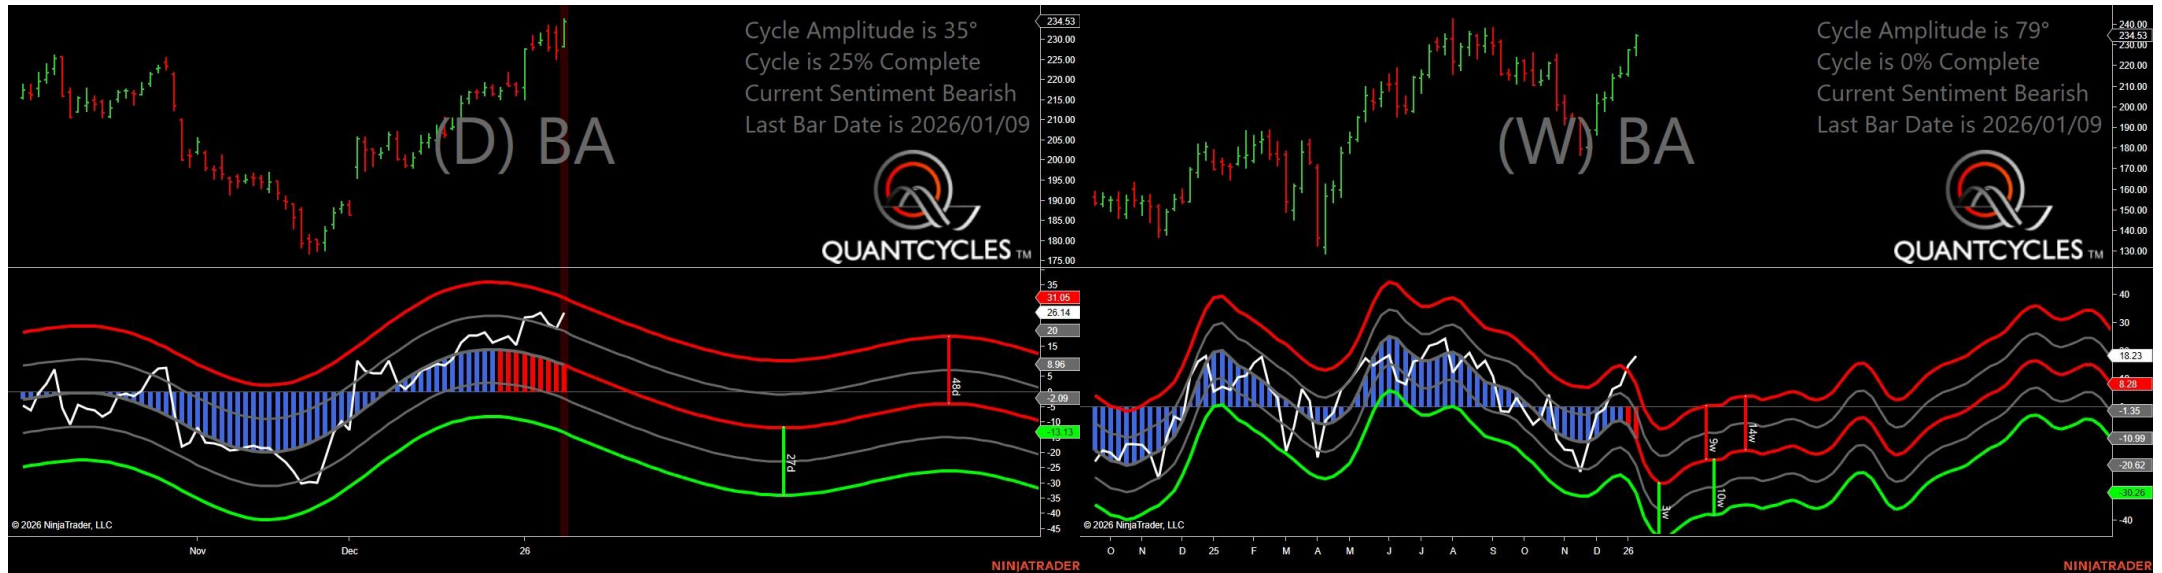 Cycle Amplitude is 35°
Cycle is 25% Complete
Current Sentiment Bearish
Last Bar Date is 2026/01/09
(D) BA
QUANTCYCLES TM
234.53
230.00
225.00
220.00
215.00
210.00
205.00
200.00
195.00
190.00
185.00
180.00
175.00
35
31.05
26.14
20
15
8.96
5
0
-2.09
-5
-10
-13.13
-20
-25
-30
-35
-40
-45
48d
27d
© 2026 NinjaTrader, LLC
Nov
Dec
26
NINJATRADER
Cycle Amplitude is 79°
Cycle is 0% Complete
Current Sentiment Bearish
Last Bar Date is 2026/01/09
(W) BA
QUANTCYCLES TM
240.00
234.53
230.00
220.00
210.00
200.00
190.00
180.00
170.00
160.00
150.00
140.00
130.00
40
30
18.23
8.28
-1.35
-10.99
-20.62
-30.26
-40
9w
14w
10w
3w
© 2026 NinjaTrader, LLC
O N D 25 F M A M J J A S O N D 26
NINJATRADER